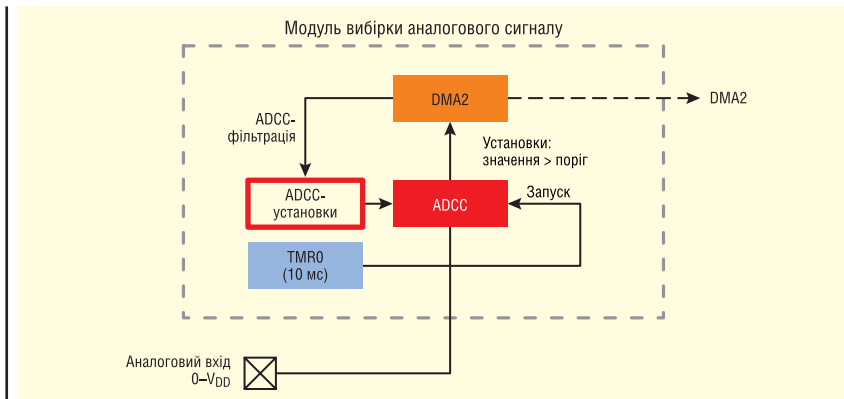 Модуль вибірки аналогового сигналу
DMA2
DMA2
ADCC-
фільтрація
Установки:
значення > поріг
ADCC-
установки
ADCC
Запуск
TMR0
(10 мс)
Аналоговий вхід
0–VDD